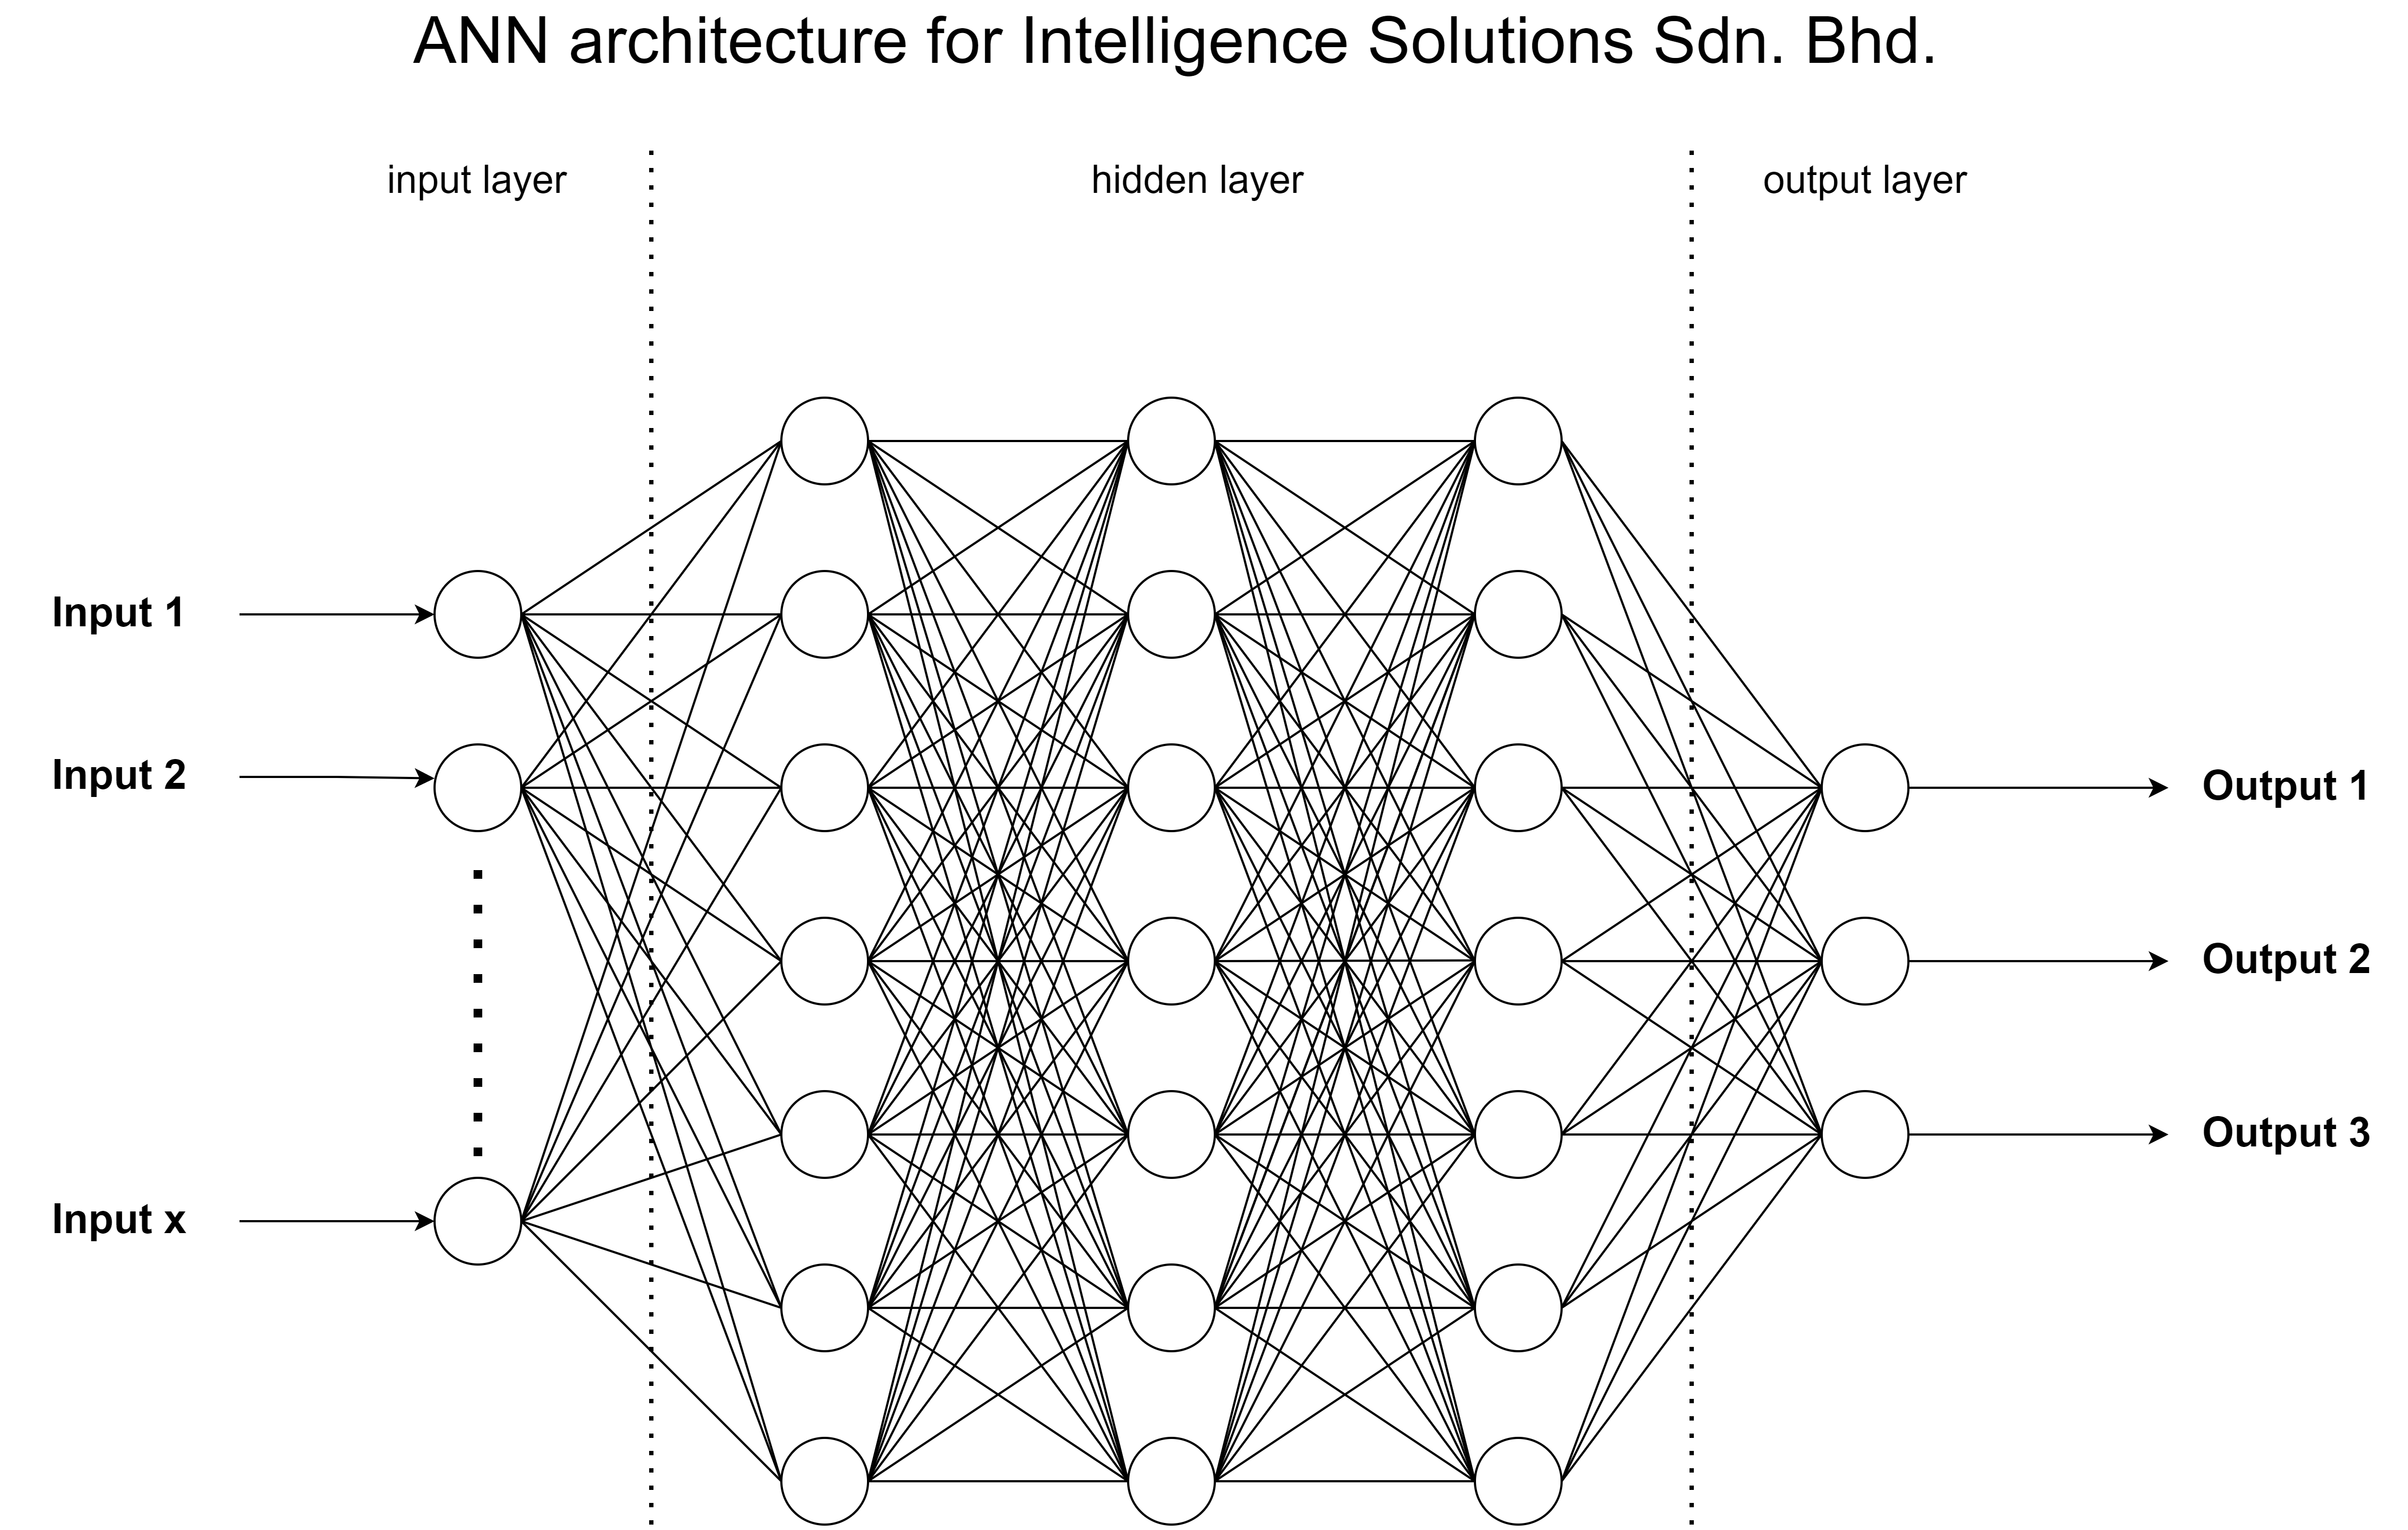 ANN architecture for Intelligence Solutions Sdn. Bhd.
input layer
hidden layer
output layer
Input 1
Input 2
Input x
Output 1
Output 2
Output 3